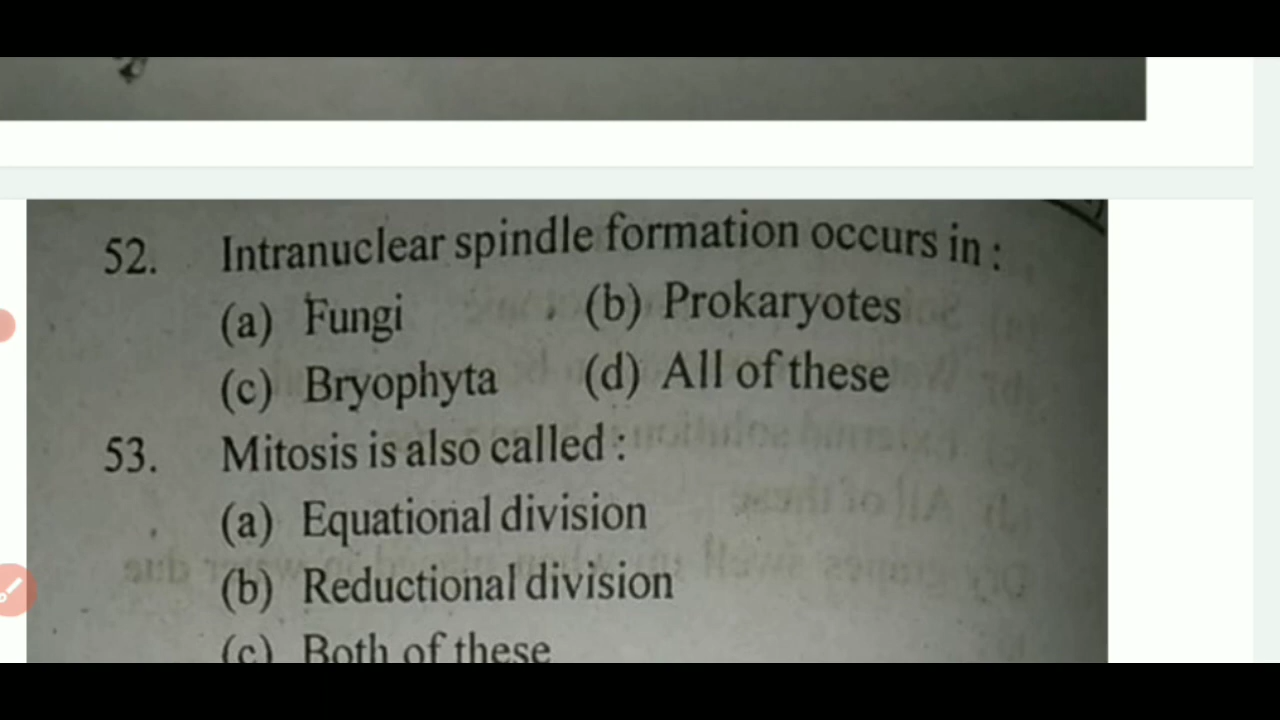 52. Intranuclear spindle formation occurs in :
(a) Fungi (b) Prokaryotes
(c) Bryophyta (d) All of these
53. Mitosis is also called :
(a) Equational division
(b) Reductional division
(c) Both of these